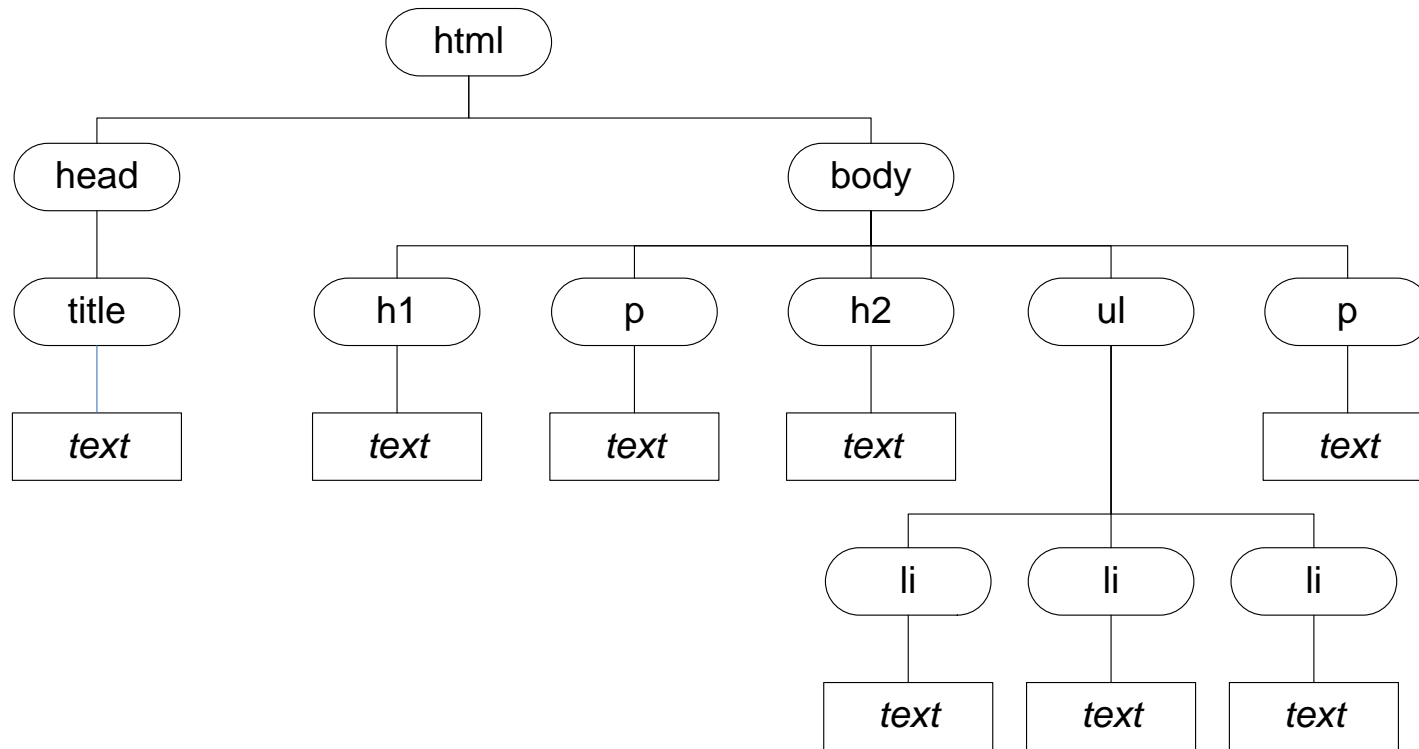 html
head body
title h1 p h2 ul p
text text text text text
li li li
text text text